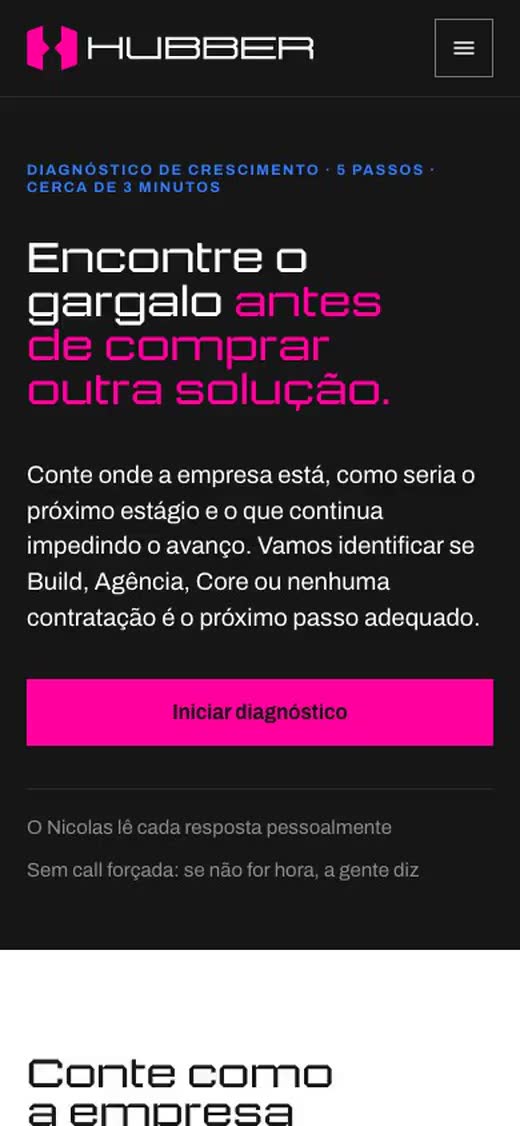 HUBBER
DIAGNÓSTICO DE CRESCIMENTO · 5 PASSOS ·
CERCA DE 3 MINUTOS
Encontre o
gargalo antes
de comprar
outra solução.
Conte onde a empresa está, como seria o
próximo estágio e o que continua
impedindo o avanço. Vamos identificar se
Build, Agência, Core ou nenhuma
contratação é o próximo passo adequado.
Iniciar diagnóstico
O Nicolas lê cada resposta pessoalmente
Sem call forçada: se não for hora, a gente diz
Conte como
a empresa